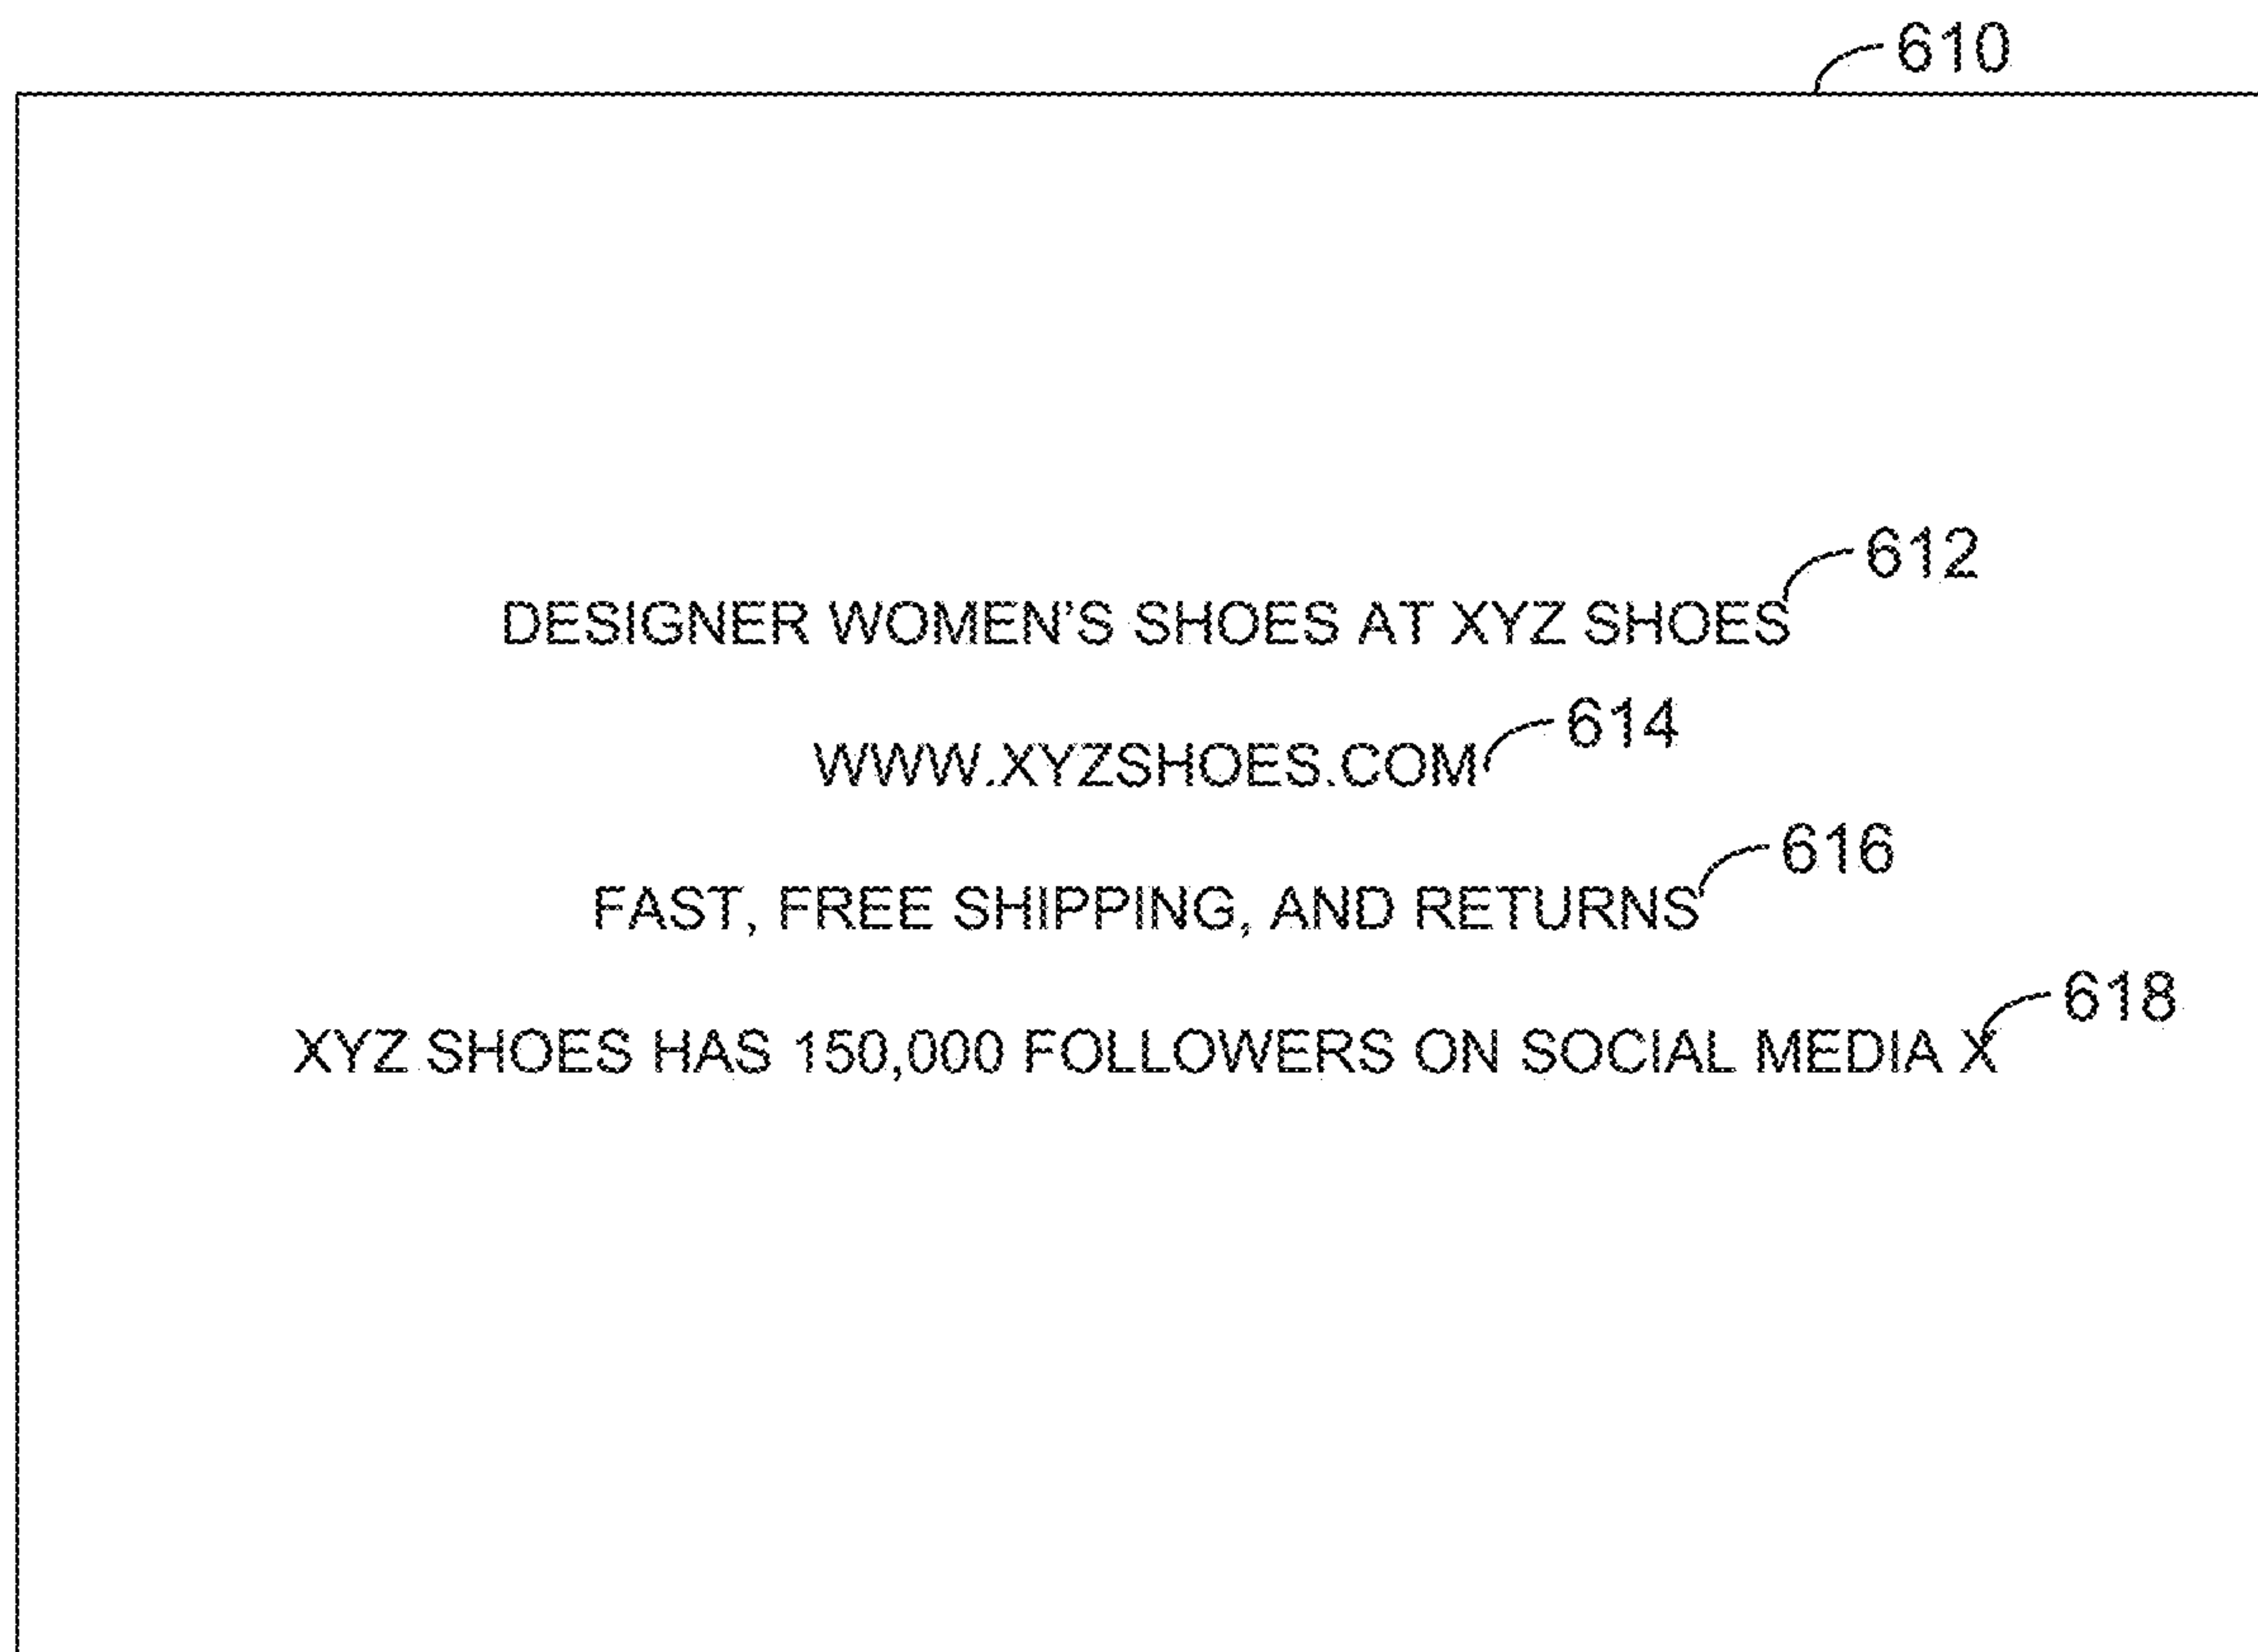 610
612
DESIGNER WOMEN'S SHOES AT XYZ SHOES
614
WWW.XYZSHOES.COM
616
FAST, FREE SHIPPING, AND RETURNS
618
XYZ SHOES HAS 150,000 FOLLOWERS ON SOCIAL MEDIA X